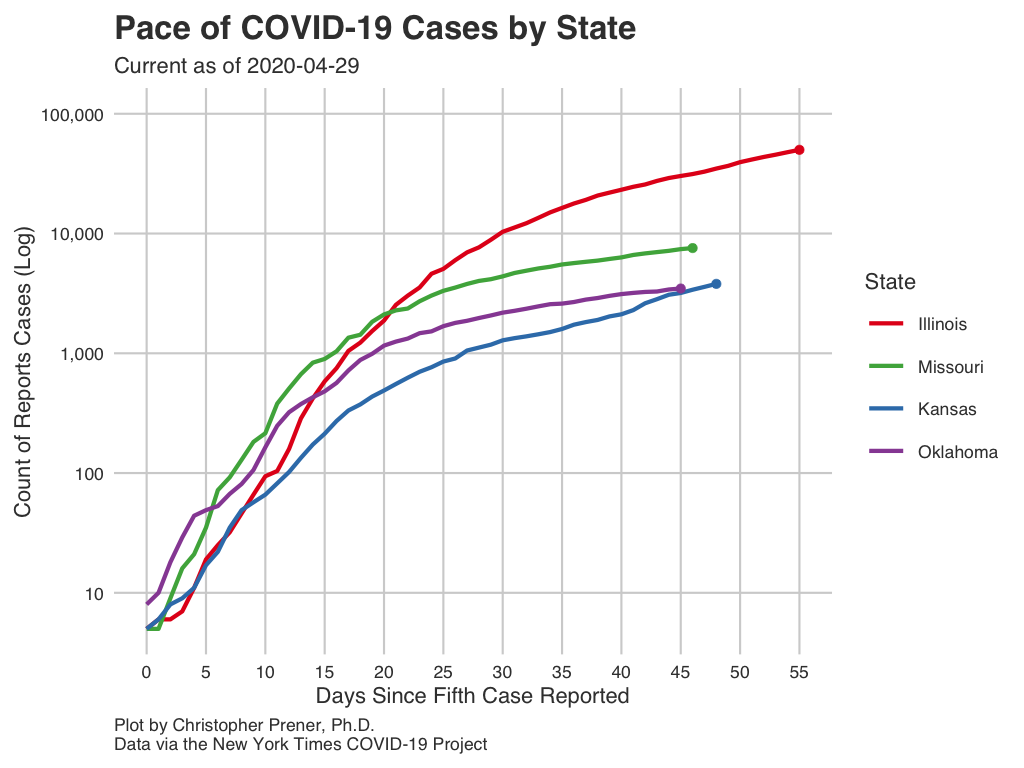 Pace of COVID-19 Cases by State
Current as of 2020-04-29
Count of Reports Cases (Log)
100,000
10,000
1,000
100
10
0 5 10 15 20 25 30 35 40 45 50 55
Days Since Fifth Case Reported
State
Illinois
Missouri
Kansas
Oklahoma
Plot by Christopher Prener, Ph.D.
Data via the New York Times COVID-19 Project